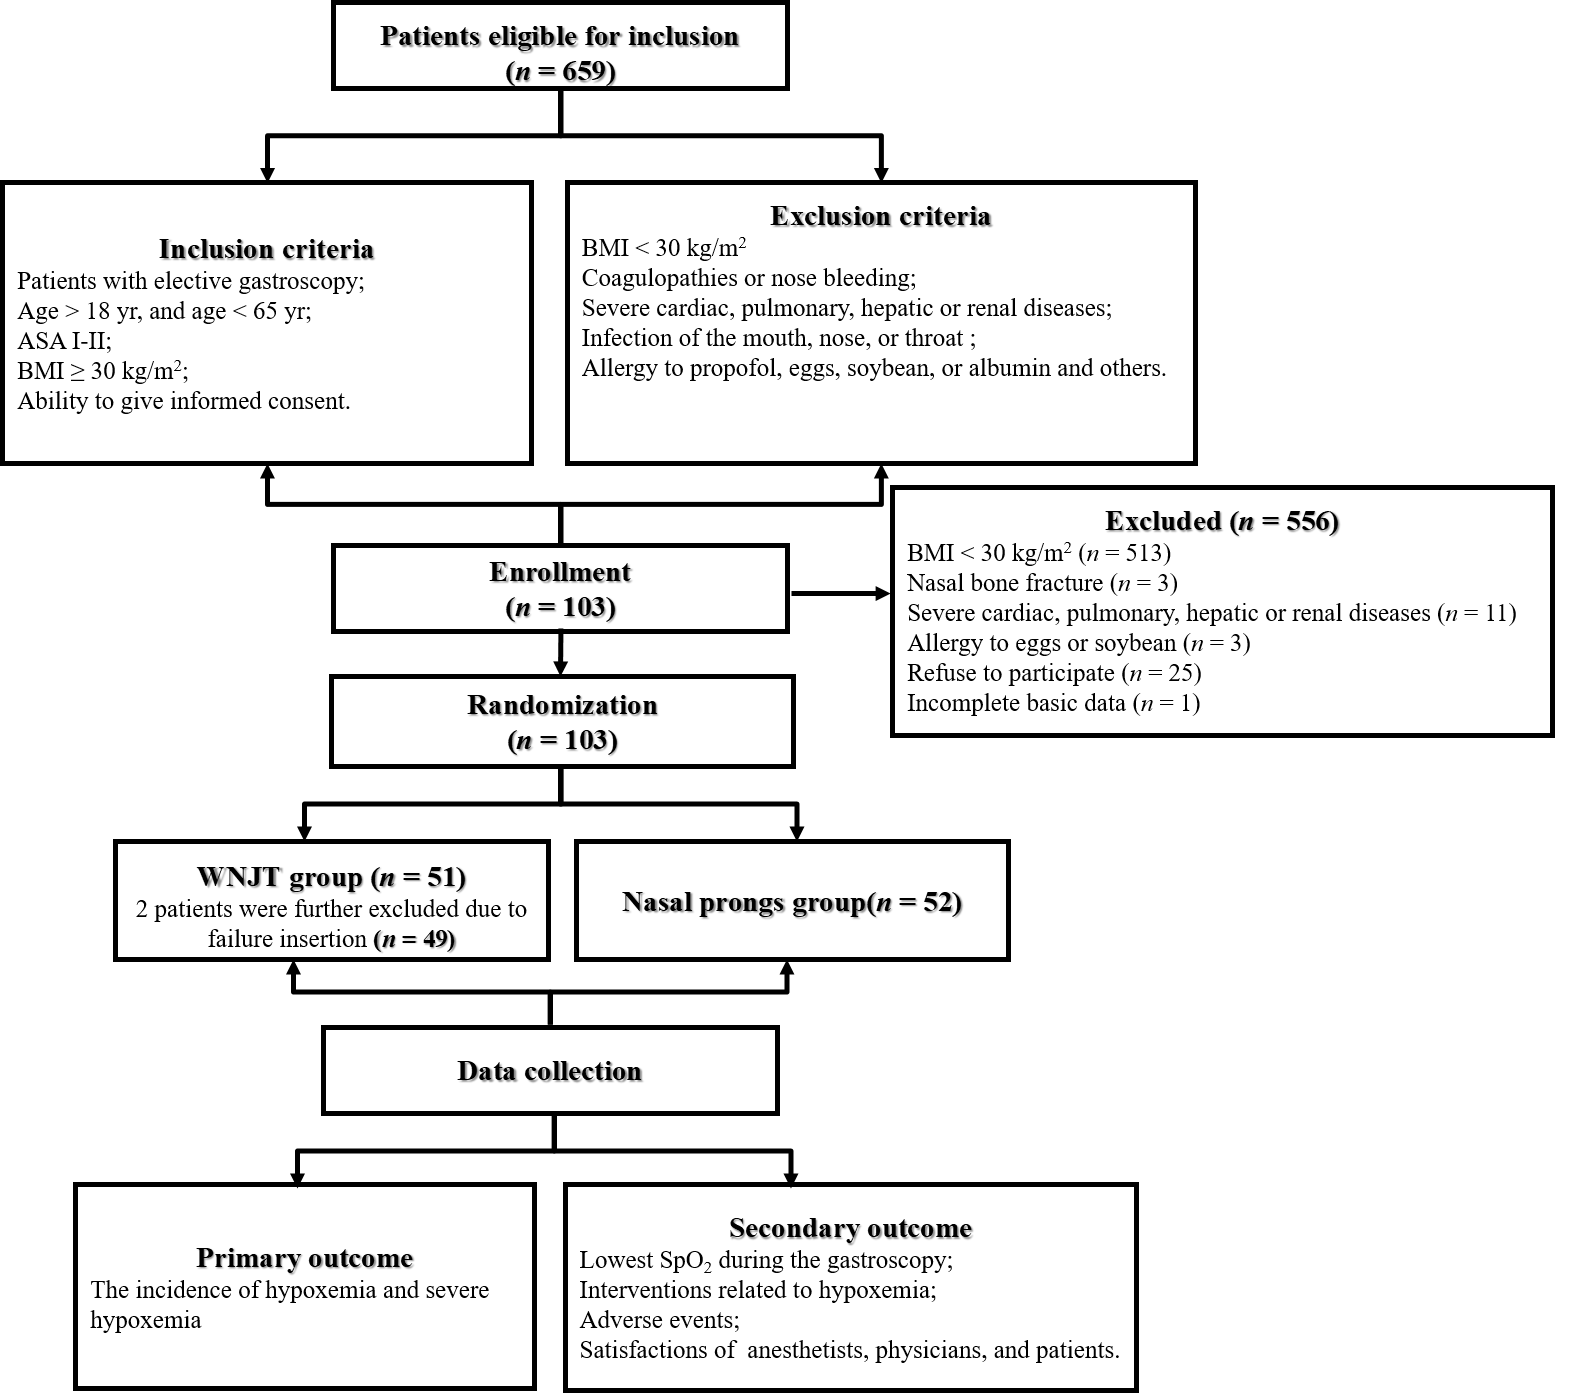 Patients eligible for inclusion
(n = 659)
Inclusion criteria
Patients with elective gastroscopy;
Age > 18 yr, and age < 65 yr;
ASA I-II;
BMI ≥ 30 kg/m²;
Ability to give informed consent.
Exclusion criteria
BMI < 30 kg/m²
Coagulopathies or nose bleeding;
Severe cardiac, pulmonary, hepatic or renal diseases;
Infection of the mouth, nose, or throat ;
Allergy to propofol, eggs, soybean, or albumin and others.
Enrollment
(n = 103)
Excluded (n = 556)
BMI < 30 kg/m² (n = 513)
Nasal bone fracture (n = 3)
Severe cardiac, pulmonary, hepatic or renal diseases (n = 11)
Allergy to eggs or soybean (n = 3)
Refuse to participate (n = 25)
Incomplete basic data (n = 1)
Randomization
(n = 103)
WNJT group (n = 51)
2 patients were further excluded due to
failure insertion (n = 49)
Nasal prongs group(n = 52)
Data collection
Primary outcome
The incidence of hypoxemia and severe
hypoxemia
Secondary outcome
Lowest SpO₂ during the gastroscopy;
Interventions related to hypoxemia;
Adverse events;
Satisfactions of anesthetists, physicians, and patients.